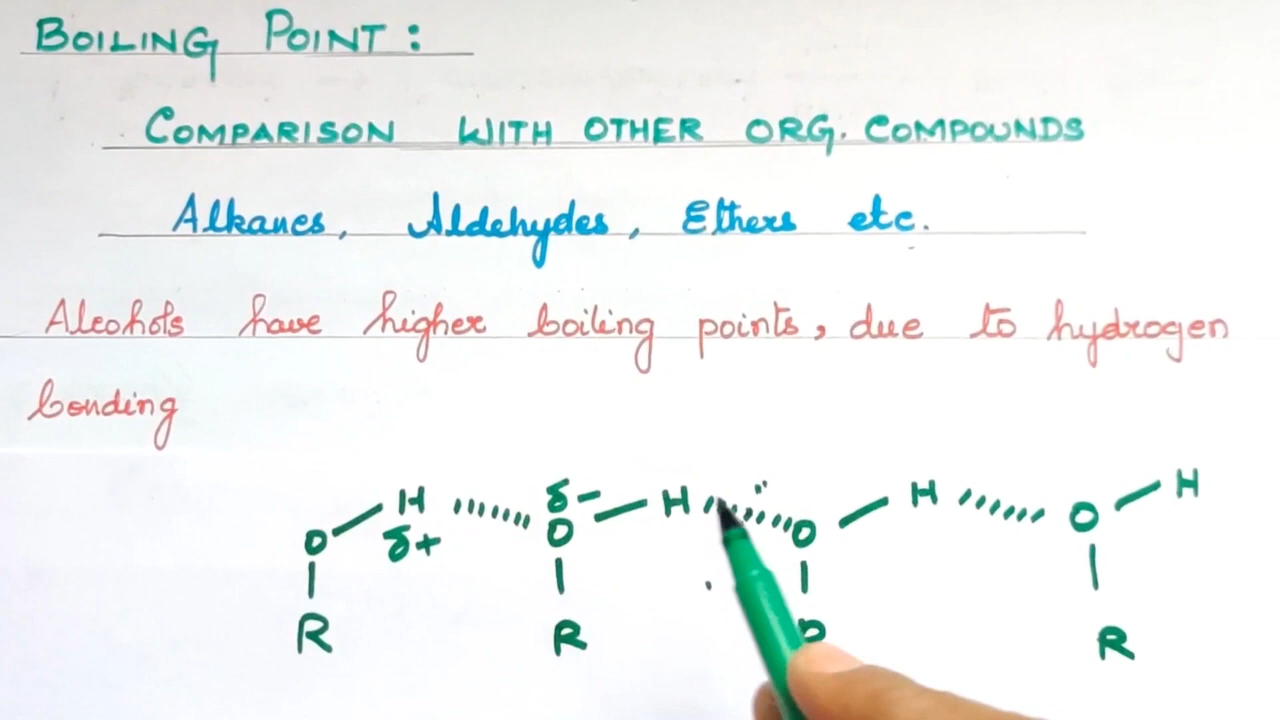 BOILING POINT:
COMPARISON WITH OTHER ORG. COMPOUNDS
Alkanes, Aldehydes, Ethers etc.
Alcohols have higher boiling points, due to hydrogen
bonding
H δ- H H H
O δ+ O O O
R R R